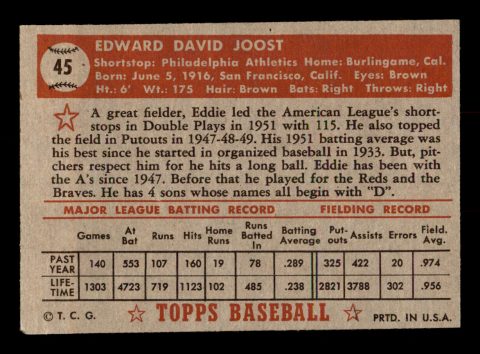 45
EDWARD DAVID JOOST
Shortstop: Philadelphia Athletics Home: Burlingame, Cal.
Born: June 5, 1916, San Francisco, Calif. Eyes: Brown
Ht.: 6' Wt.: 175 Hair: Brown Bats: Right Throws: Right
A great fielder, Eddie led the American League's short-
stops in Double Plays in 1951 with 115. He also topped
the field in Putouts in 1947-48-49. His 1951 batting average was
his best since he started in organized baseball in 1933. But, pit-
chers respect him for he hits a long ball. Eddie has been with
the A's since 1947. Before that he played for the Reds and the
Braves. He has 4 sons whose names all begin with "D".
MAJOR LEAGUE BATTING RECORD FIELDING RECORD
Games At Bat Runs Hits Home Runs Runs Batted In Batting Average Put-outs Assists Errors Field. Avg.
PAST YEAR 140 553 107 160 19 78 .289 325 422 20 .974
LIFE-TIME 1303 4723 719 1123 102 485 .238 2821 3788 302 .956
© T. C. G. TOPPS BASEBALL PRTD. IN U.S.A.